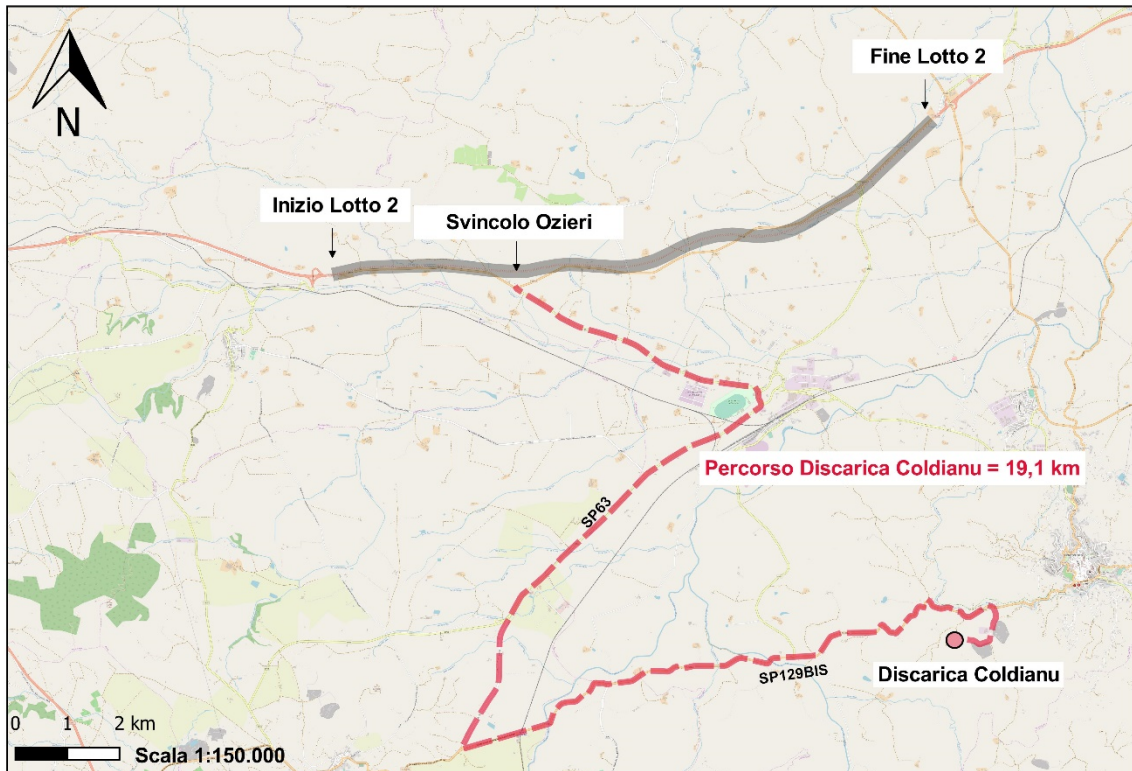 N
Fine Lotto 2
Inizio Lotto 2
Svincolo Ozieri
Percorso Discarica Coldianu = 19,1 km
SP63
SP129BIS
Discarica Coldianu
0 1 2 km
Scala 1:150.000